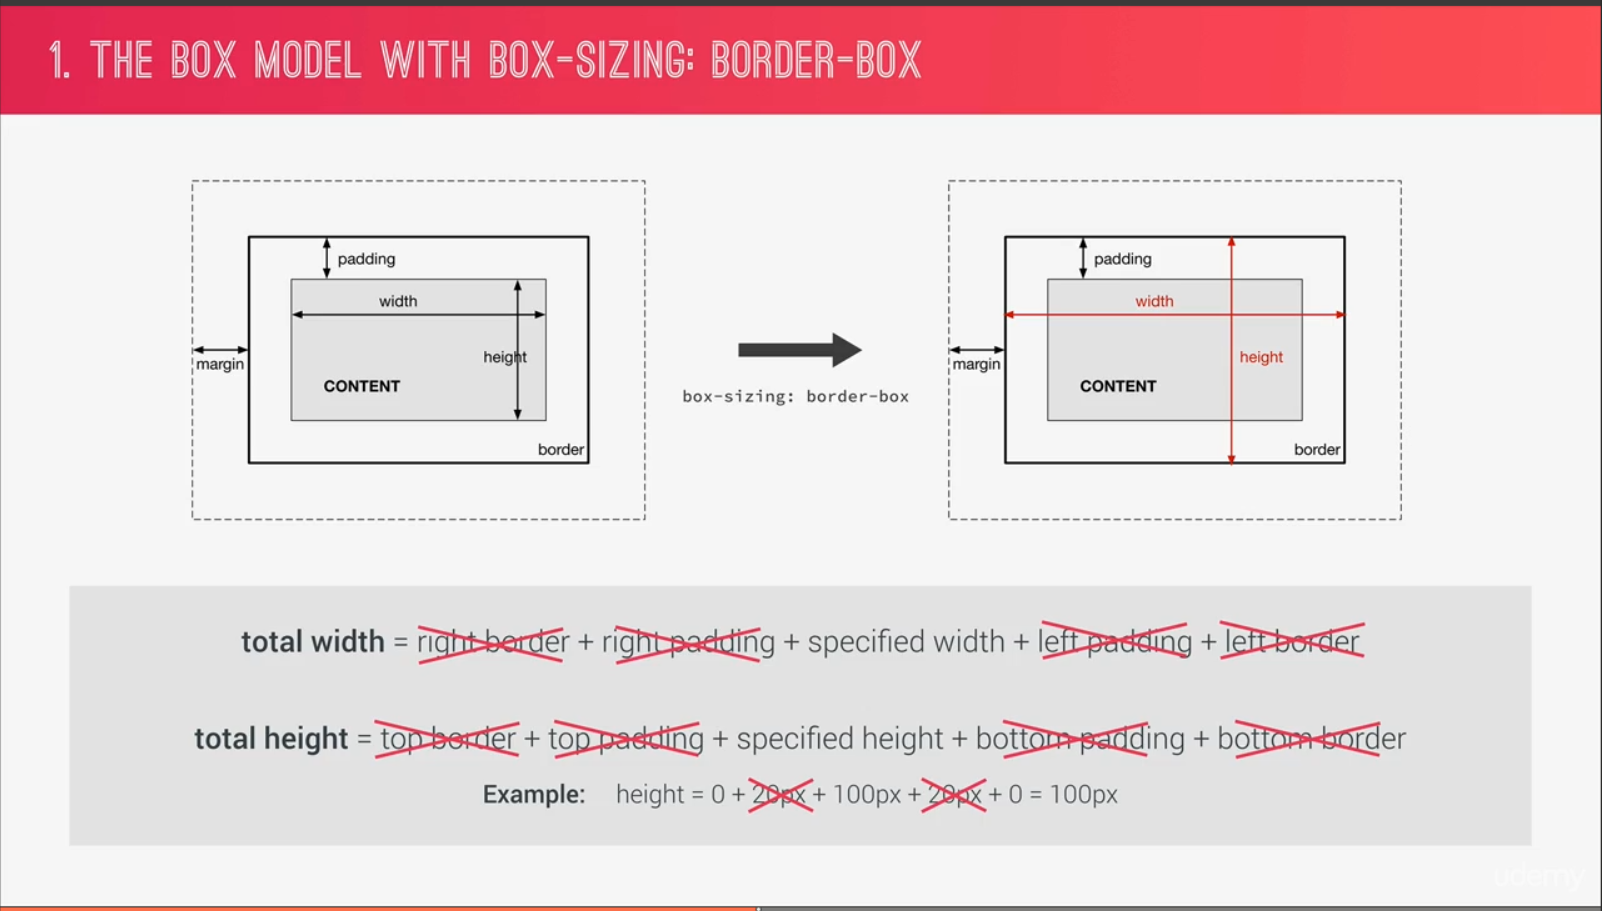 1. THE BOX MODEL WITH BOX-SIZING: BORDER-BOX
padding
width
height
margin
CONTENT
border
box-sizing: border-box
padding
width
height
margin
CONTENT
border
total width = right border + right padding + specified width + left padding + left border
total height = top border + top padding + specified height + bottom padding + bottom border
Example: height = 0 + 20px + 100px + 20px + 0 = 100px
udemy